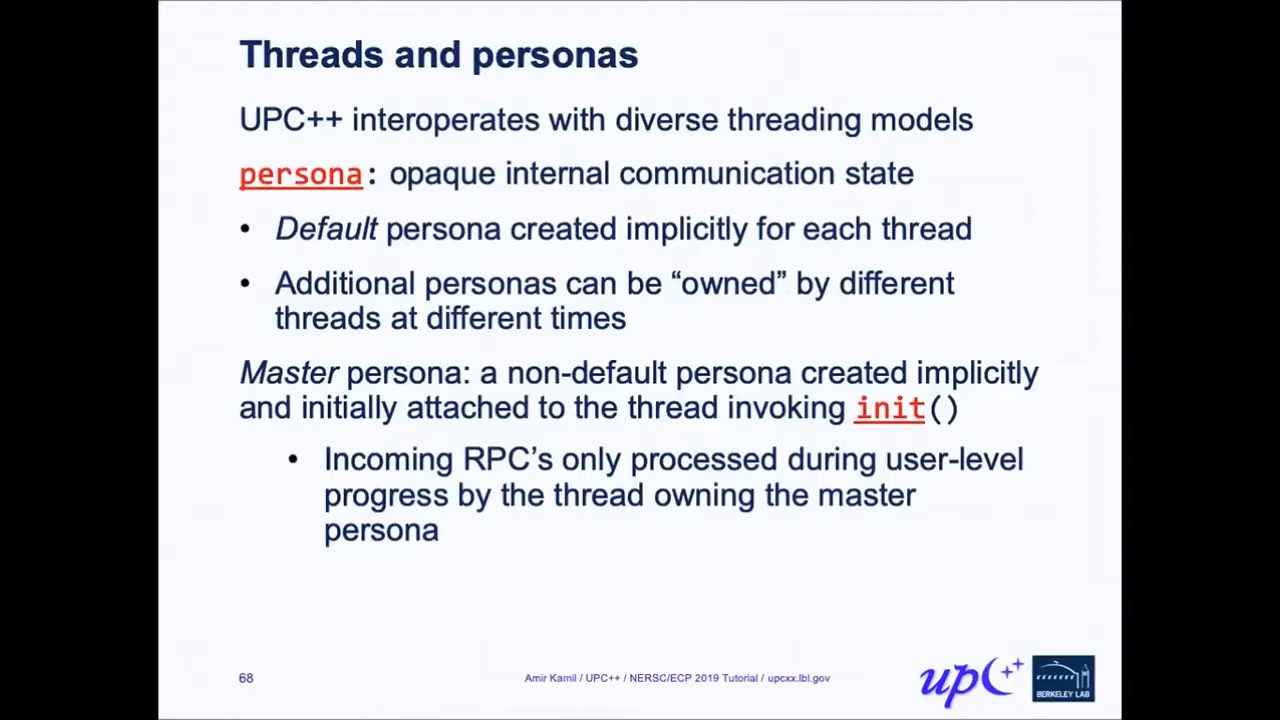 Threads and personas
UPC++ interoperates with diverse threading models
persona: opaque internal communication state
• Default persona created implicitly for each thread
• Additional personas can be “owned” by different
threads at different times
Master persona: a non-default persona created implicitly
and initially attached to the thread invoking init()
• Incoming RPC’s only processed during user-level
progress by the thread owning the master
persona
68
Amir Kamil / UPC++ / NERSC/ECP 2019 Tutorial / upcxx.lbl.gov
upC++
BERKELEY LAB